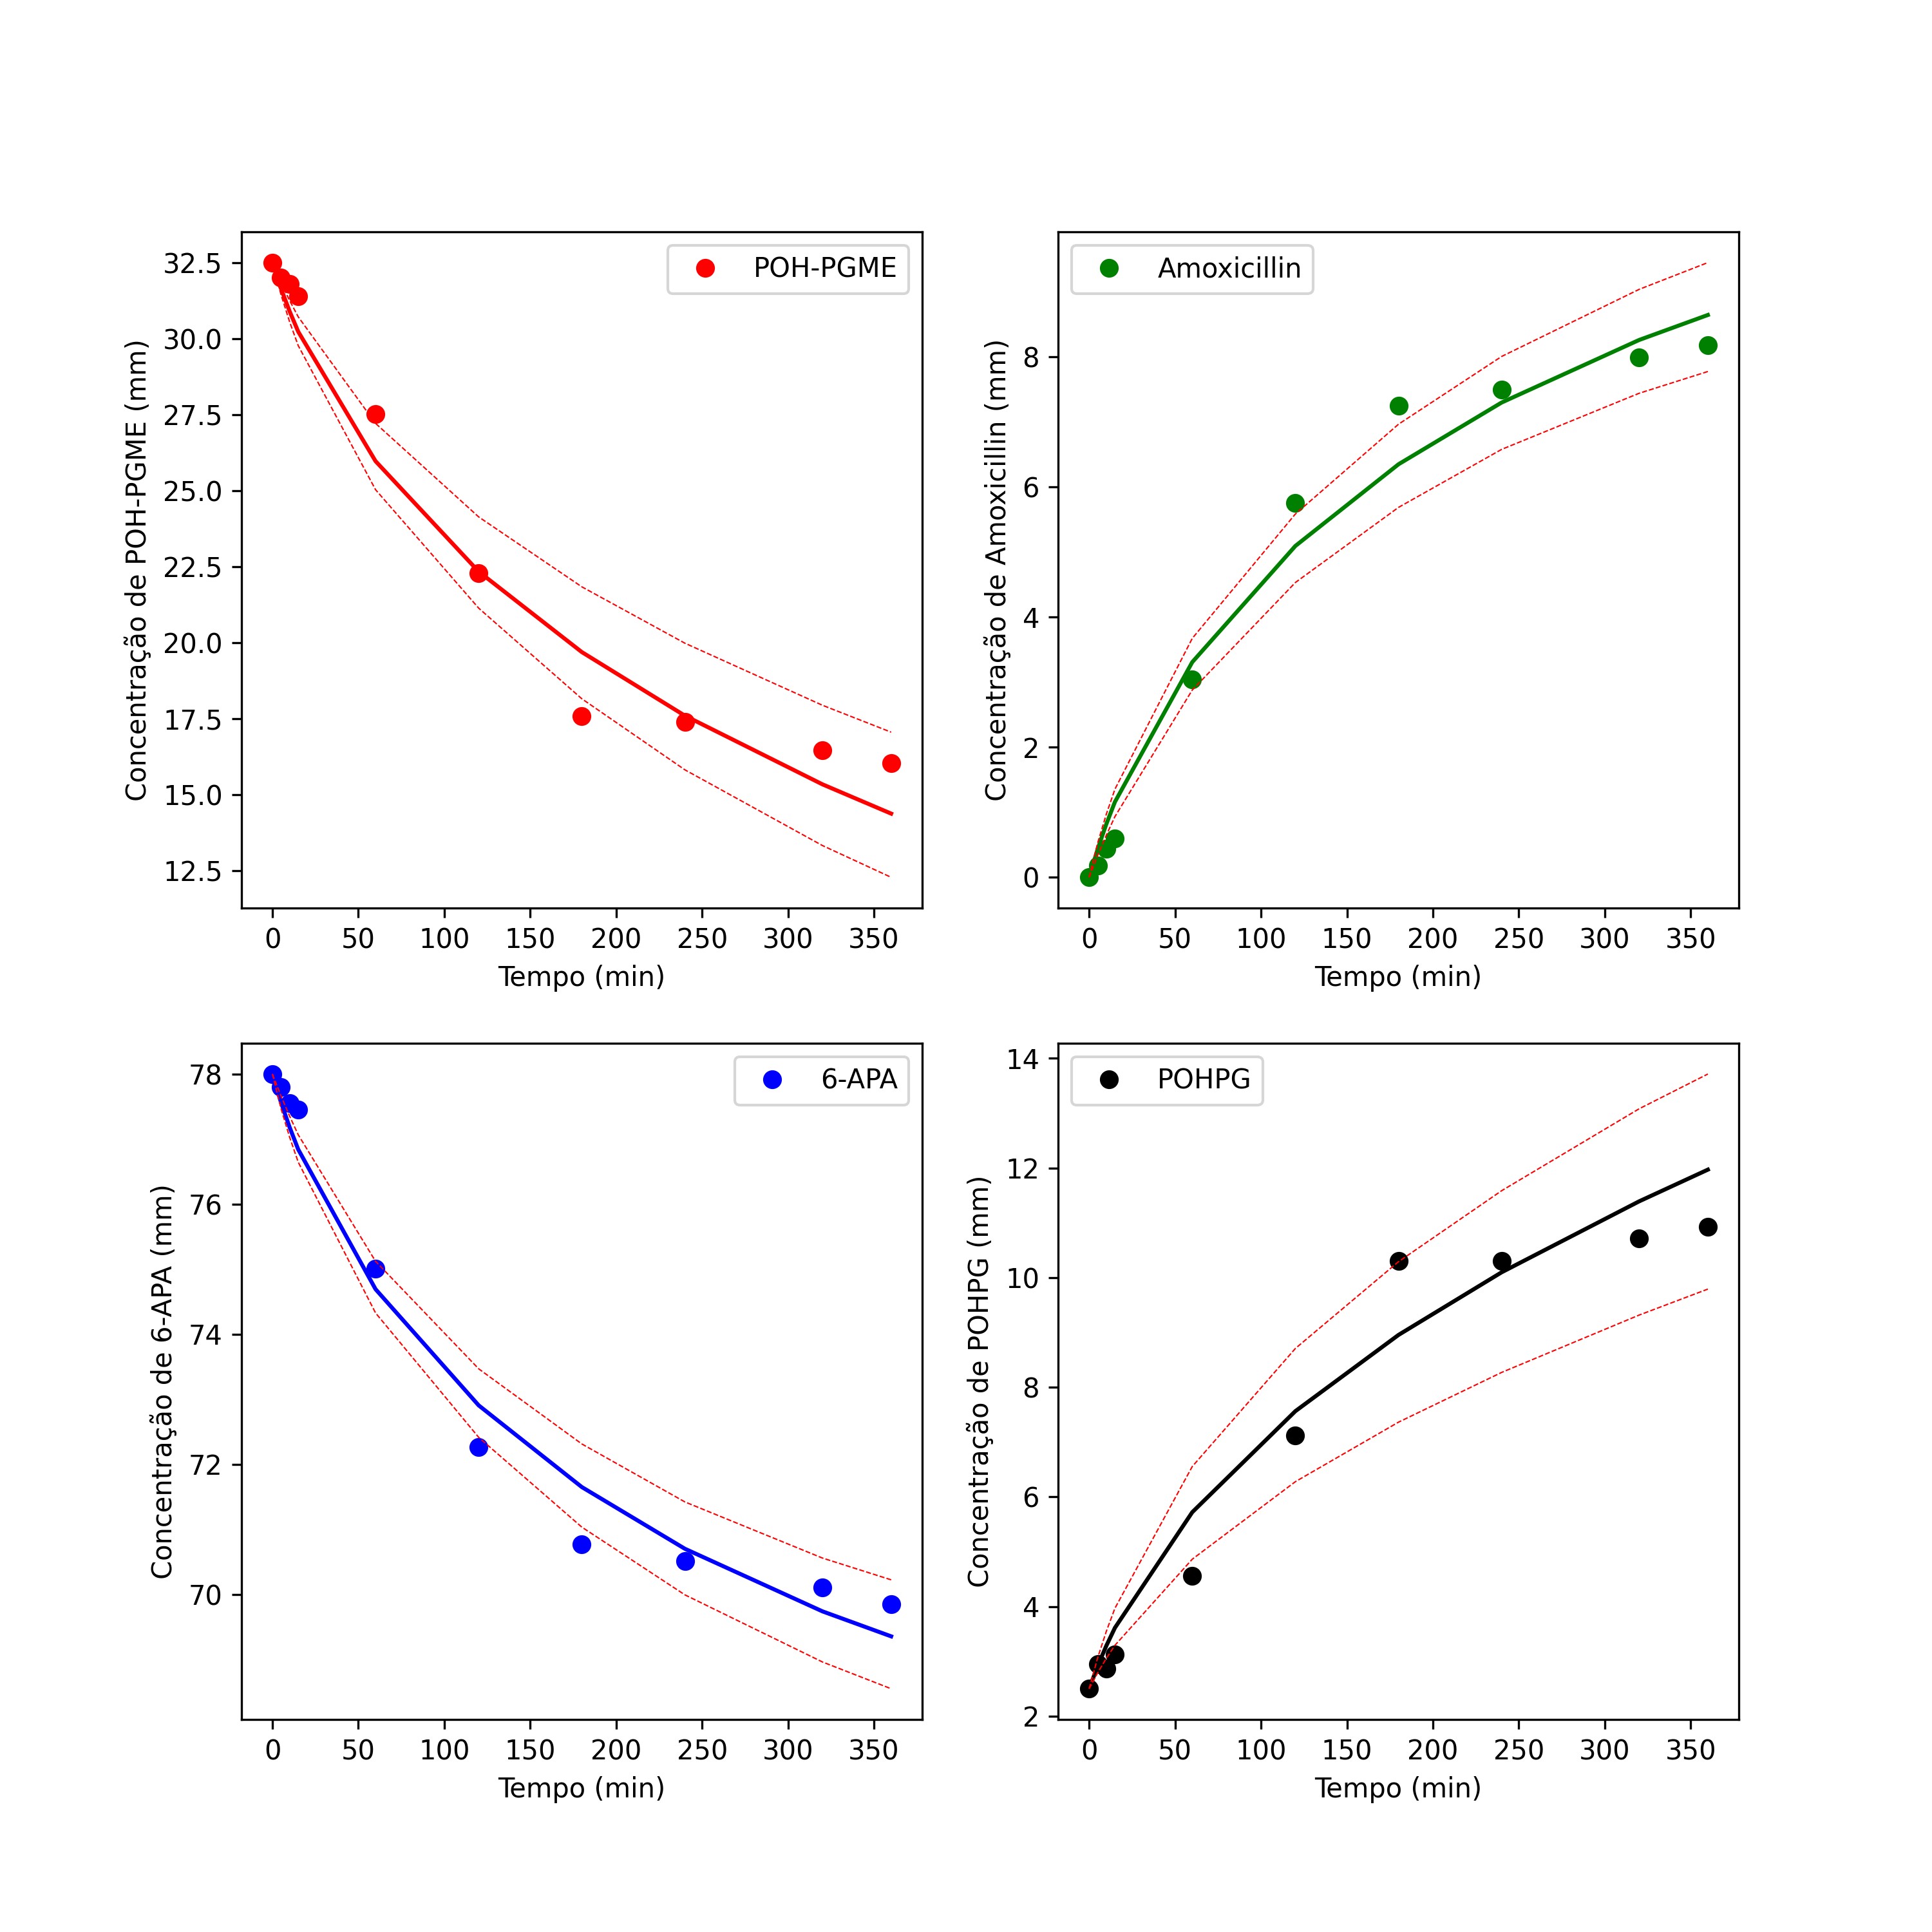 POH-PGME
32.5
30.0
27.5
25.0
22.5
20.0
17.5
15.0
12.5
Concentração de POH-PGME (mm)
0 50 100 150 200 250 300 350
Tempo (min)
Amoxicillin
8
6
4
2
0
Concentração de Amoxicillin (mm)
0 50 100 150 200 250 300 350
Tempo (min)
6-APA
78
76
74
72
70
Concentração de 6-APA (mm)
0 50 100 150 200 250 300 350
Tempo (min)
POHPG
14
12
10
8
6
4
2
Concentração de POHPG (mm)
0 50 100 150 200 250 300 350
Tempo (min)